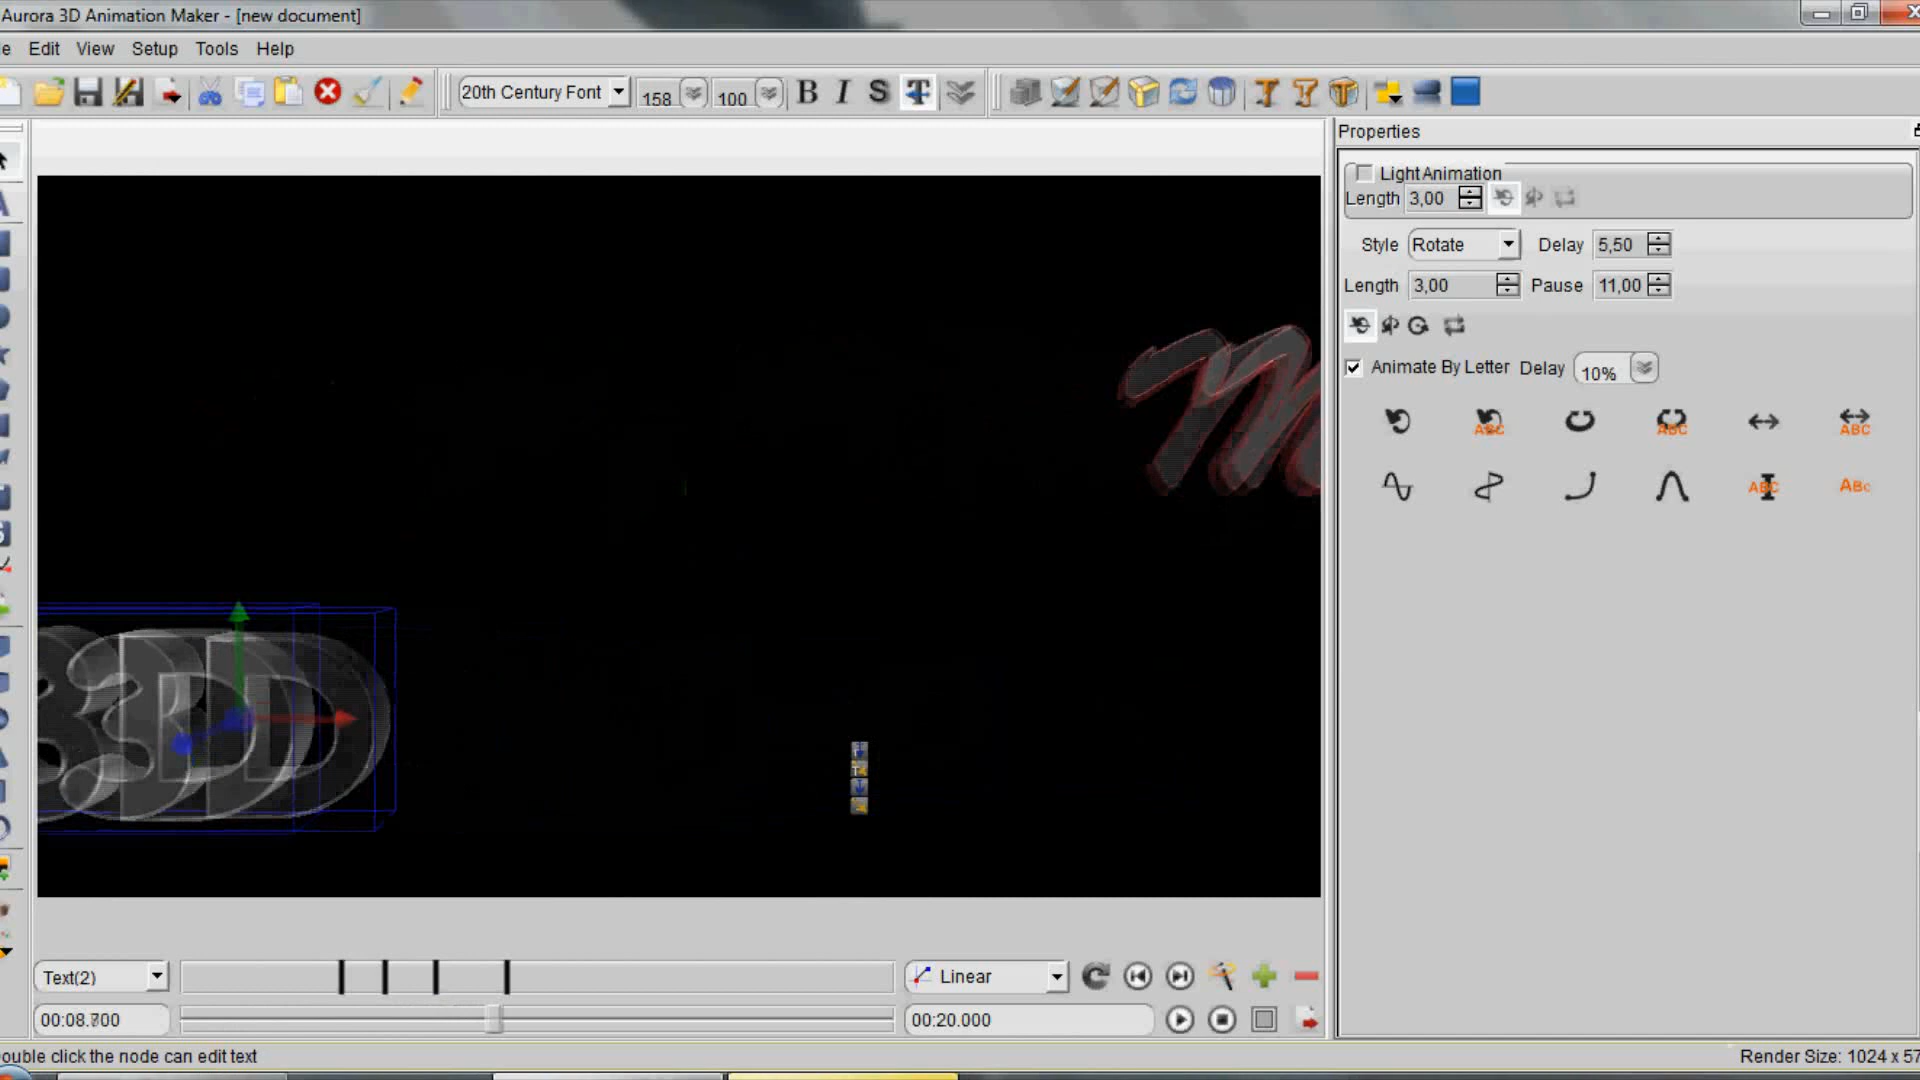 Aurora 3D Animation Maker - [new document]
Edit View Setup Tools Help
20th Century Font 158 100 B I S T
Properties
Light Animation
Length 3,00
Style Rotate Delay 5,50
Length 3,00 Pause 11,00
Animate By Letter Delay 10%
ABC ABC ABC
ABC ABc
m
3DD
Text(2) Linear
00:20.000
ouble click the node can edit text
Render Size: 1024 x 57